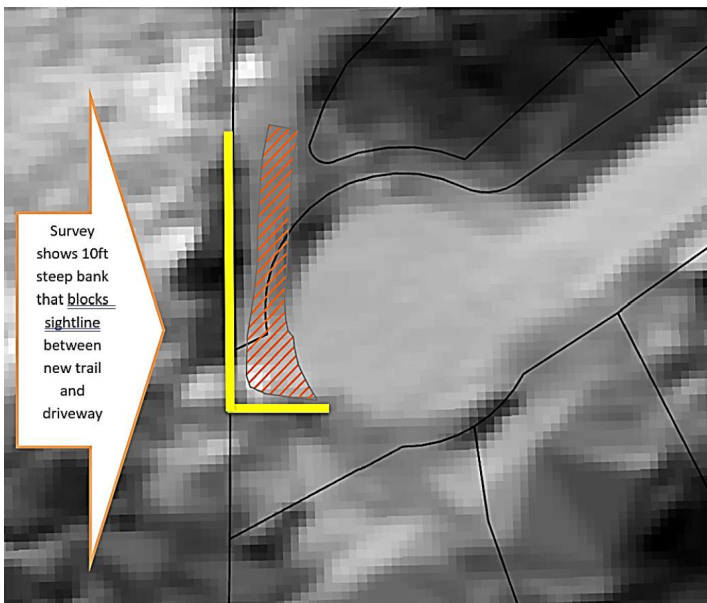 Survey
shows 10ft
steep bank
that blocks
sightline
between
new trail
and
driveway